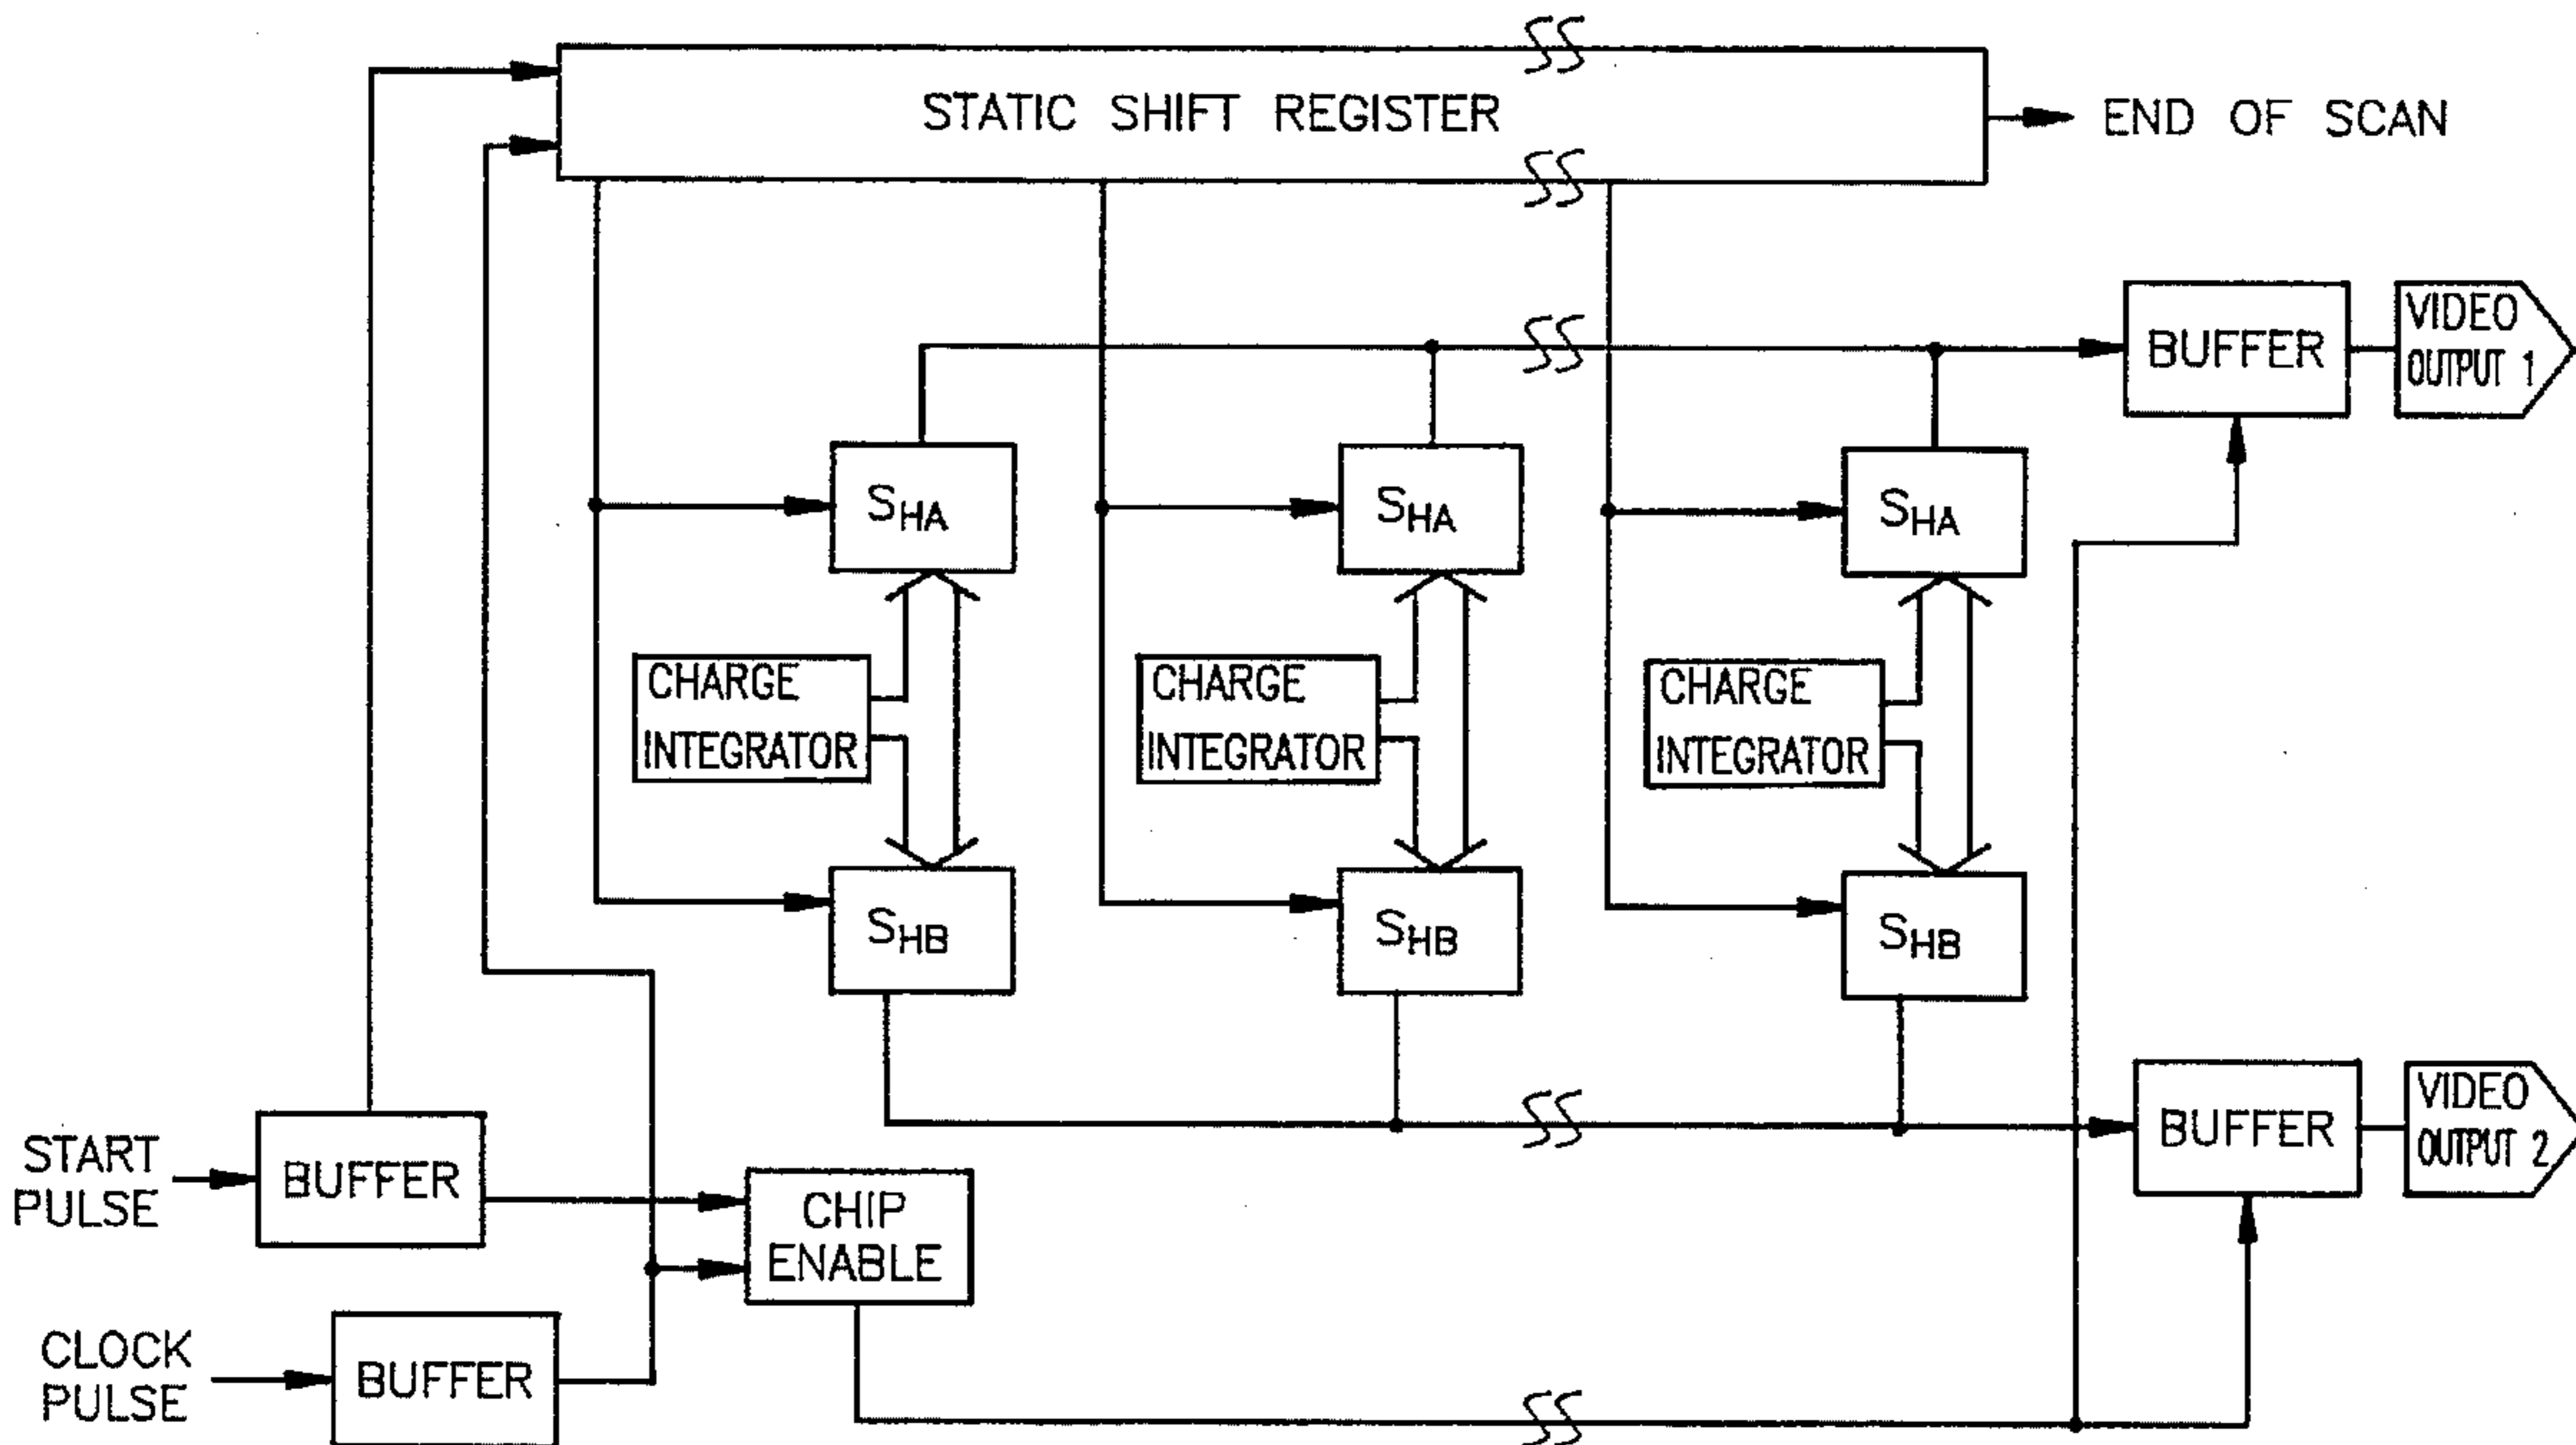 STATIC SHIFT REGISTER
END OF SCAN
BUFFER
VIDEO
OUTPUT 1
SHA
SHA
SHA
CHARGE
INTEGRATOR
CHARGE
INTEGRATOR
CHARGE
INTEGRATOR
SHB
SHB
SHB
BUFFER
VIDEO
OUTPUT 2
START
PULSE
BUFFER
CHIP
ENABLE
CLOCK
PULSE
BUFFER